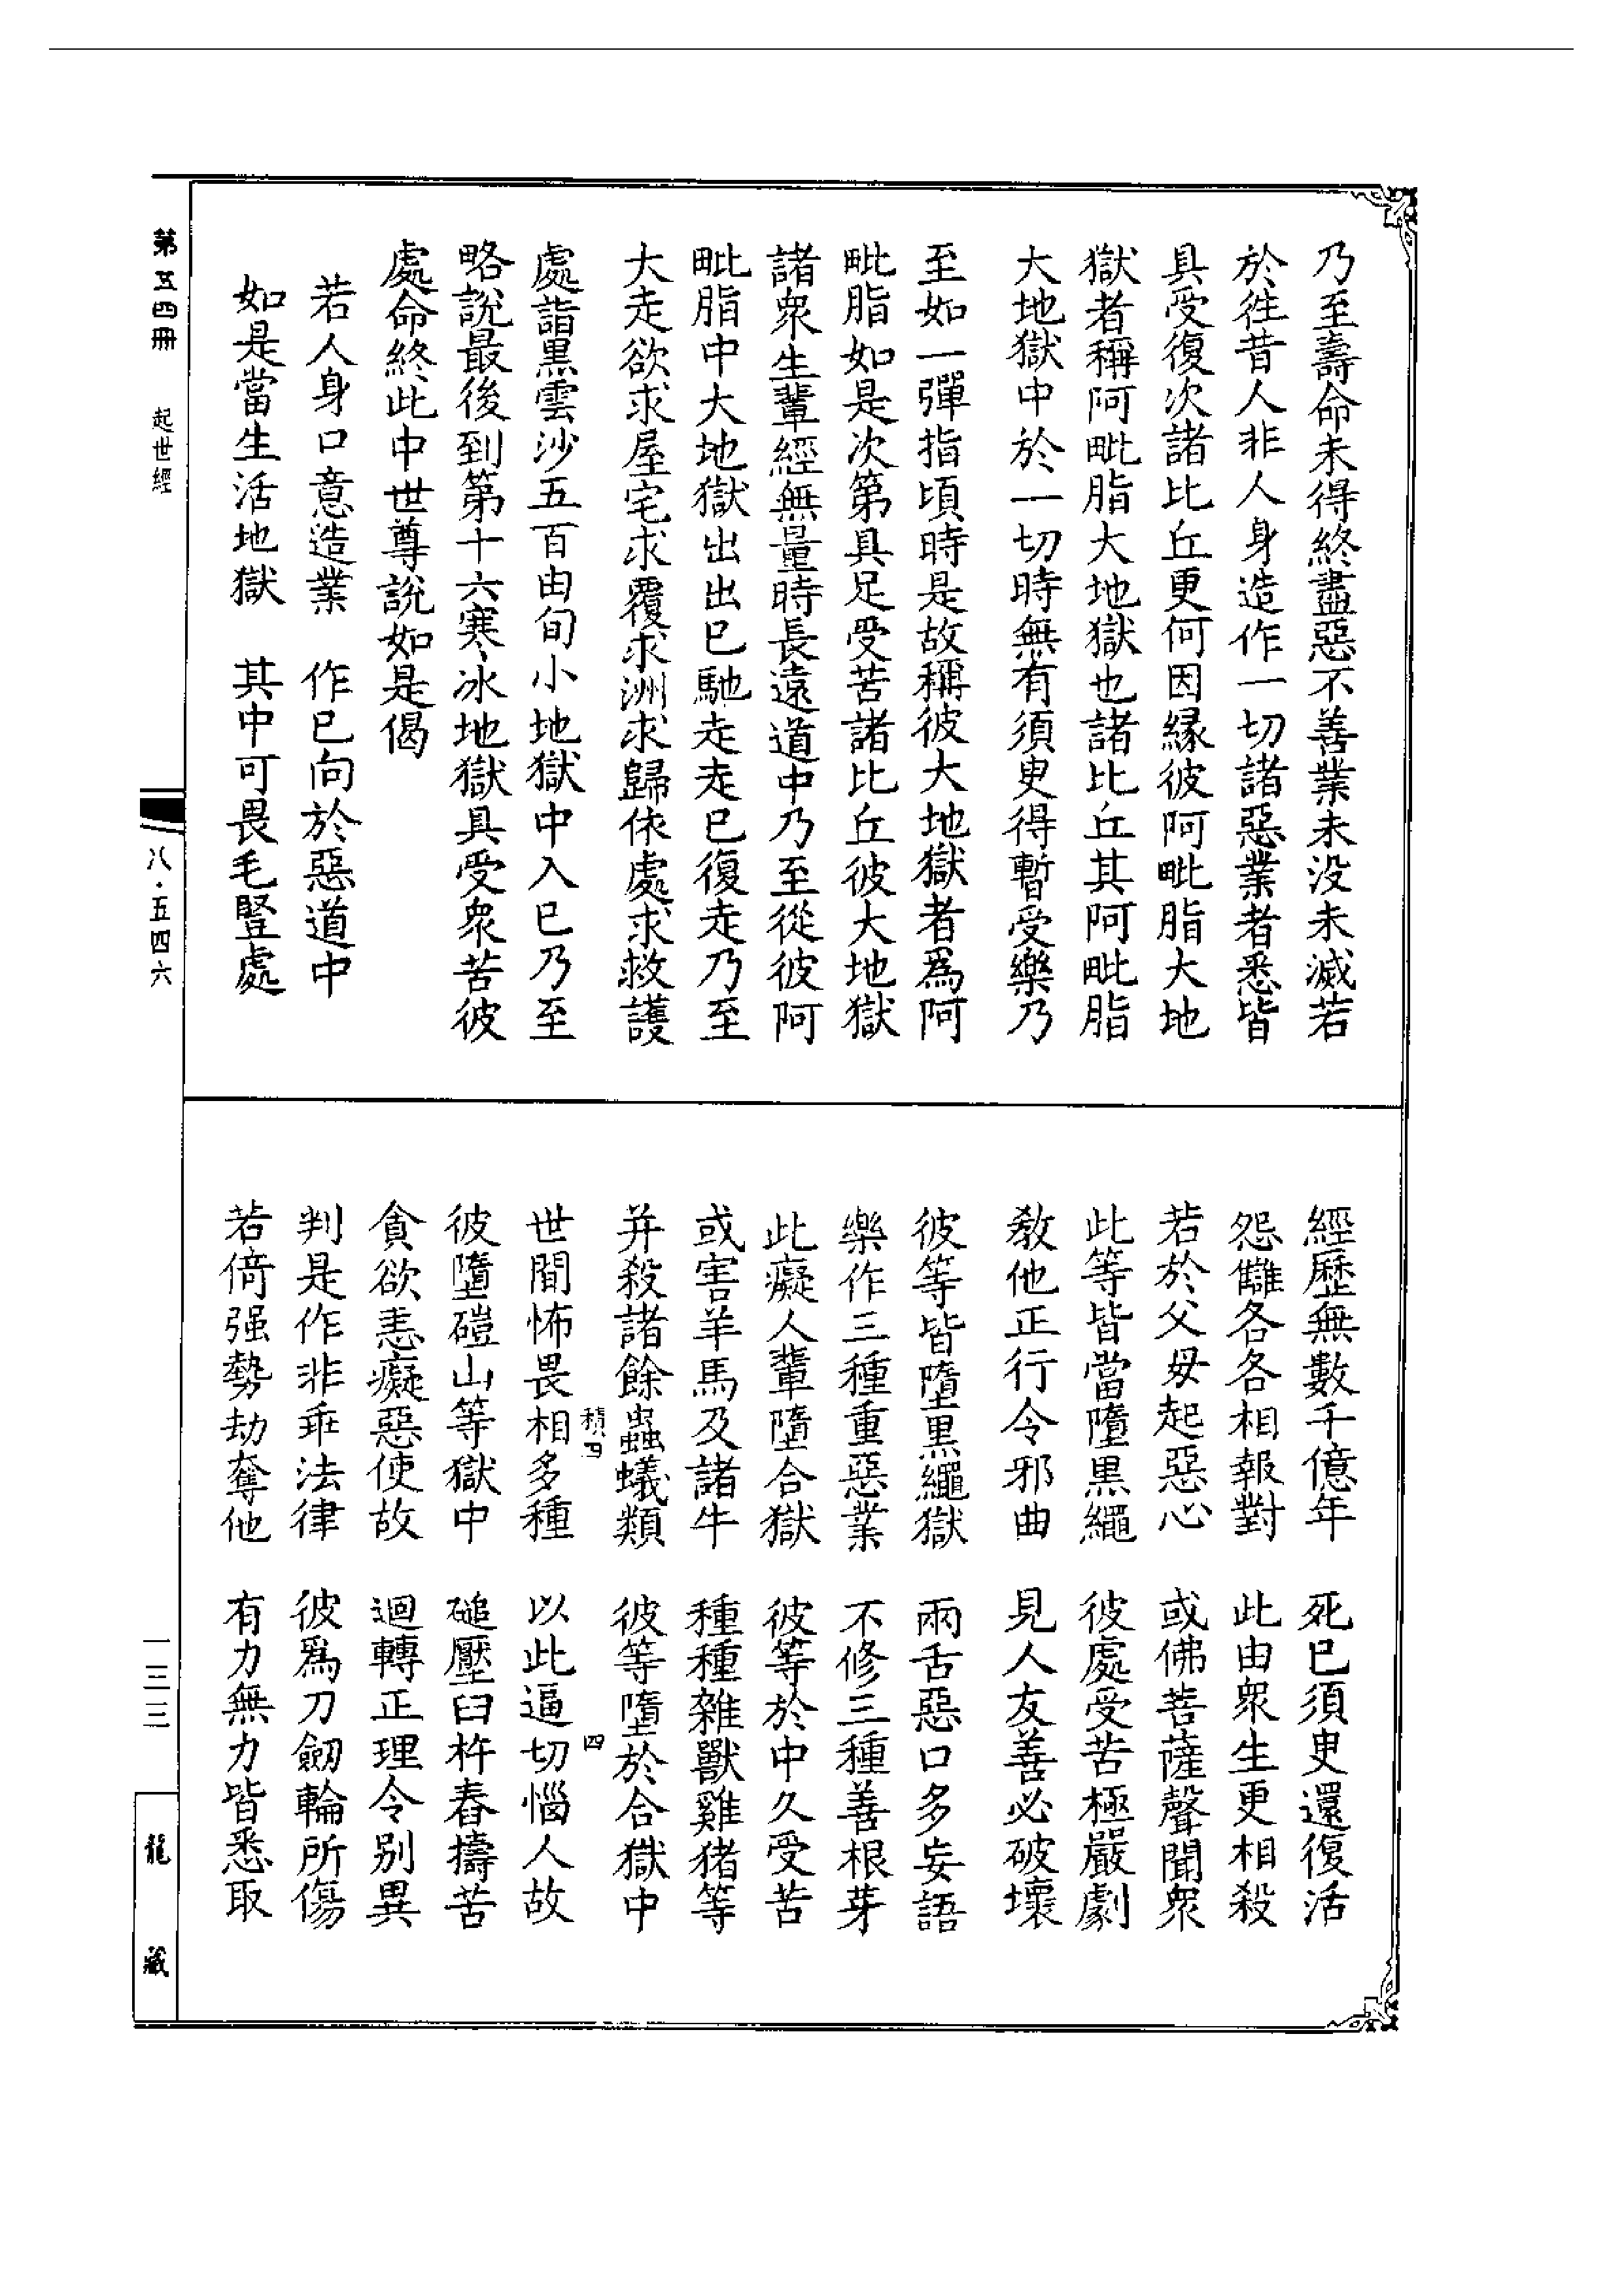 乃至壽命未得終盡惡不善業未没未滅若
於徃昔人非人身造作一切諸惡業者悉皆
具受復次諸比丘更何因縁彼阿毗脂大地
獄者稱阿毗脂大地獄也諸比丘其阿毗脂
大地獄中於一切時無有須臾得暫受樂乃
至如一彈指頃時是故稱彼大地獄者爲阿
毗脂如是次第具足受苦諸比丘彼大地獄
諸衆生輩經無量時長遠道中乃至從彼阿
毗脂中大地獄出出已馳走走已復走乃至
大走欲求屋宅求覆求洲求歸依處求救護
處詣黒雲沙五百由旬小地獄中入已乃至
略說最後到第十六寒冰地獄具受衆苦彼
處命終此中世尊說如是偈
若人身口意造業　作已向於惡道中
如是當生活地獄　其中可畏毛豎處
經歷無數千億年　死已須臾還復活
怨讎各各相報對　此由衆生更相殺
若於父母起惡心　或佛菩薩聲聞衆
此等皆當墮黒繩　彼處受苦極嚴劇
教他正行令邪曲　見人友善必破壞
彼等皆墮黒繩獄　兩舌惡口多妄語
樂作三種重惡業　不修三種善根芽
此癡人輩墮合獄　彼等於中久受苦
或害羊馬及諸牛　種種雜獸雞猪等
并殺諸餘蟲蟻類　彼等墮於合獄中
積四　四
世間怖畏相多種　以此逼切惱人故
彼墮磑山等獄中　磓壓臼杵舂擣苦
貪欲恚癡惡使故　迴轉正理令別異
判是作非乖法律　彼爲刀劒輪所傷
若倚强勢劫奪他　有力無力皆悉取
第五四冊　起世經
八·五四六
一三三
龍藏